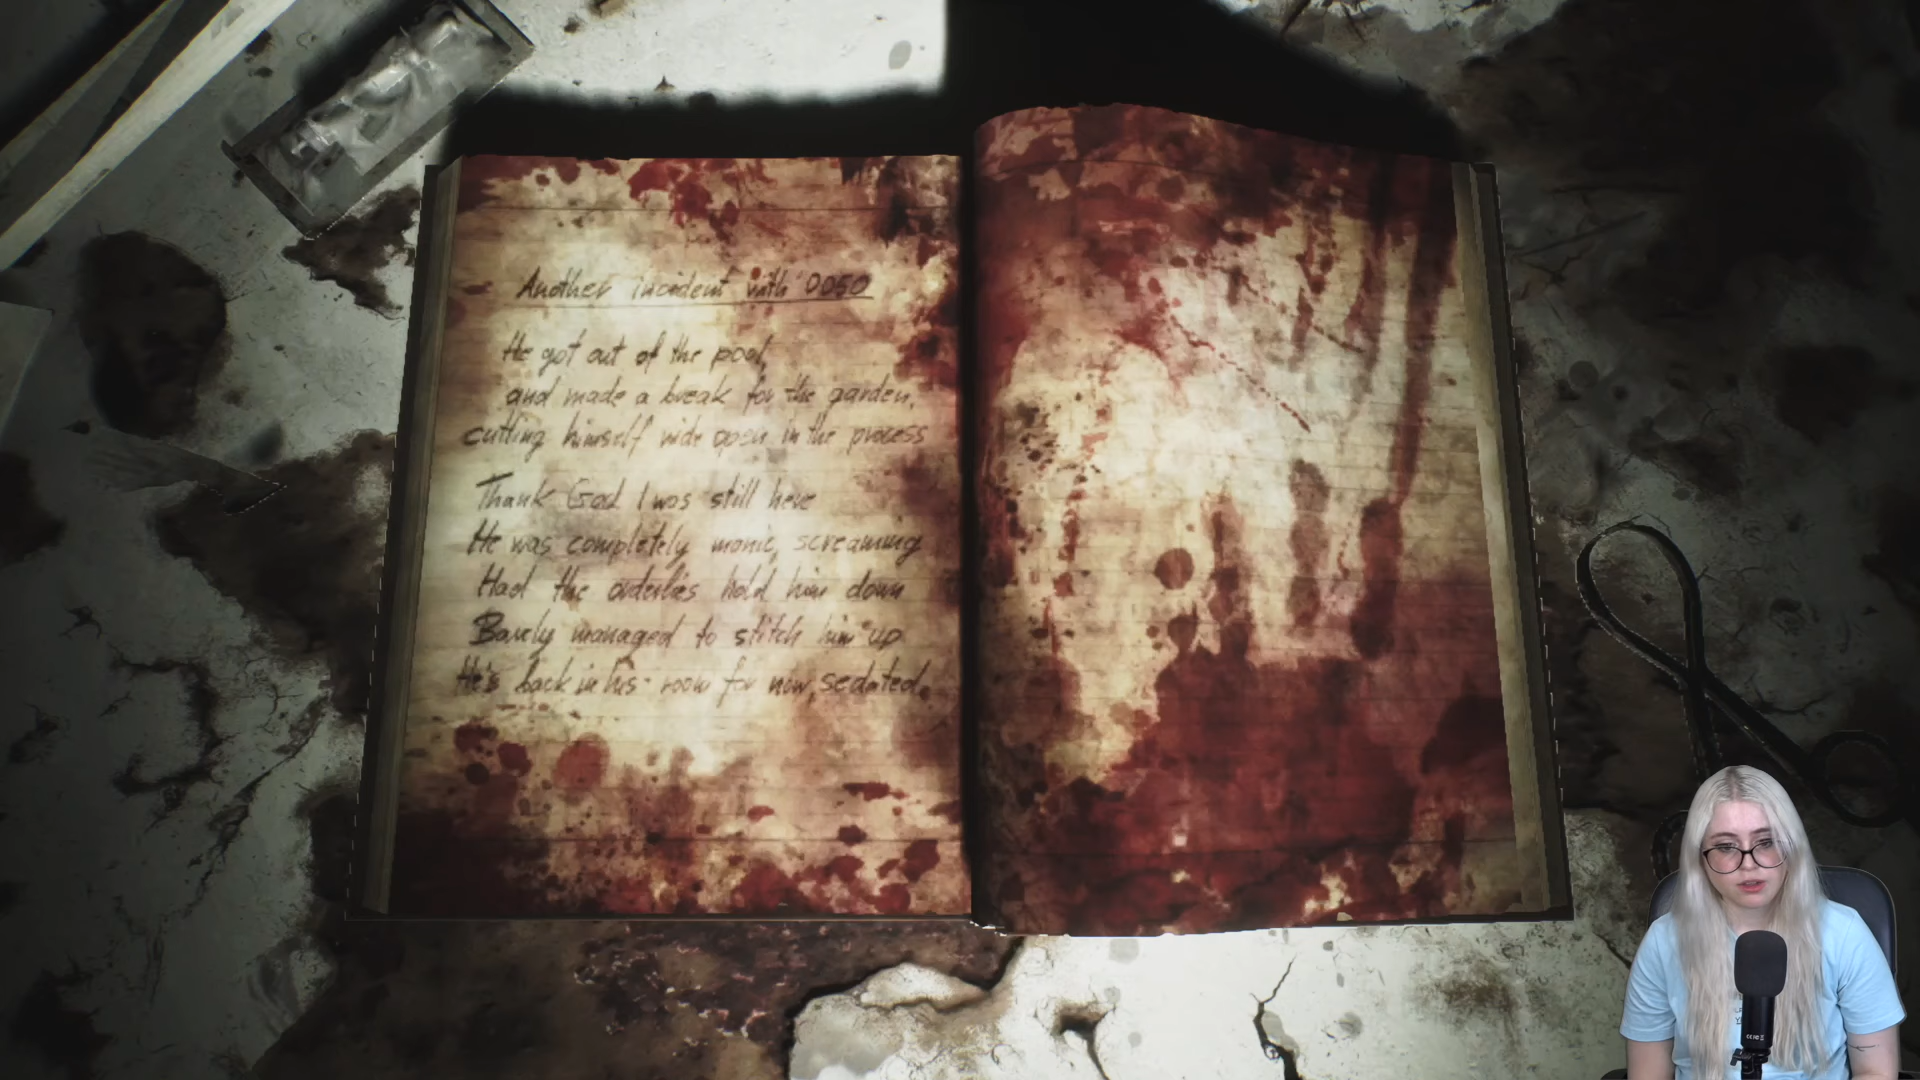 Another incident with 0050
He got out of the pool,
and made a break for the garden,
cutting himself wide open in the process
Thank God I was still here
He was completely manic, screaming
Had the orderlies hold him down
Barely managed to stitch him up
He's back in his room for now, sedated.